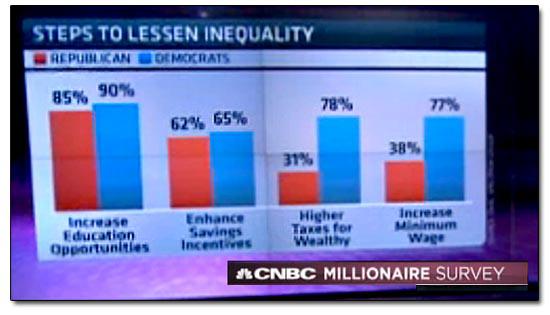 STEPS TO LESSEN INEQUALITY
REPUBLICAN DEMOCRATS
85% 90% 62% 65% 31% 78% 38% 77%
Increase Education Opportunities
Enhance Savings Incentives
Higher Taxes for Wealthy
Increase Minimum Wage
CNBC MILLIONAIRE SURVEY